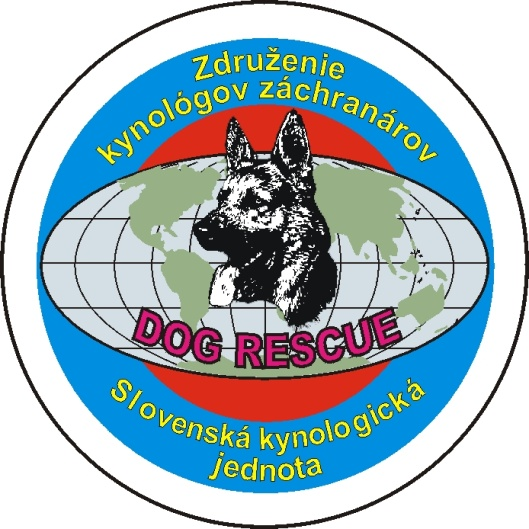 Združenie
kynológov záchranárov
DOG RESCUE
Slovenská kynologická
jednota